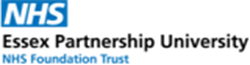 NHS
Essex Partnership University
NHS Foundation Trust